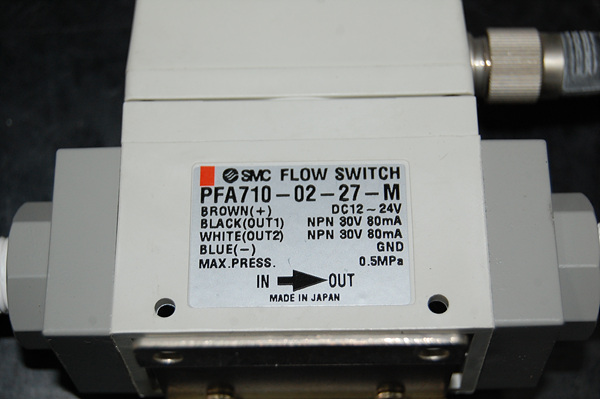 SMC FLOW SWITCH
PFA710-02-27-M
BROWN(+) DC12~24V
BLACK(OUT1) NPN 30V 80mA
WHITE(OUT2) NPN 30V 80mA
BLUE(-) GND
MAX.PRESS. 0.5MPa
IN OUT
MADE IN JAPAN